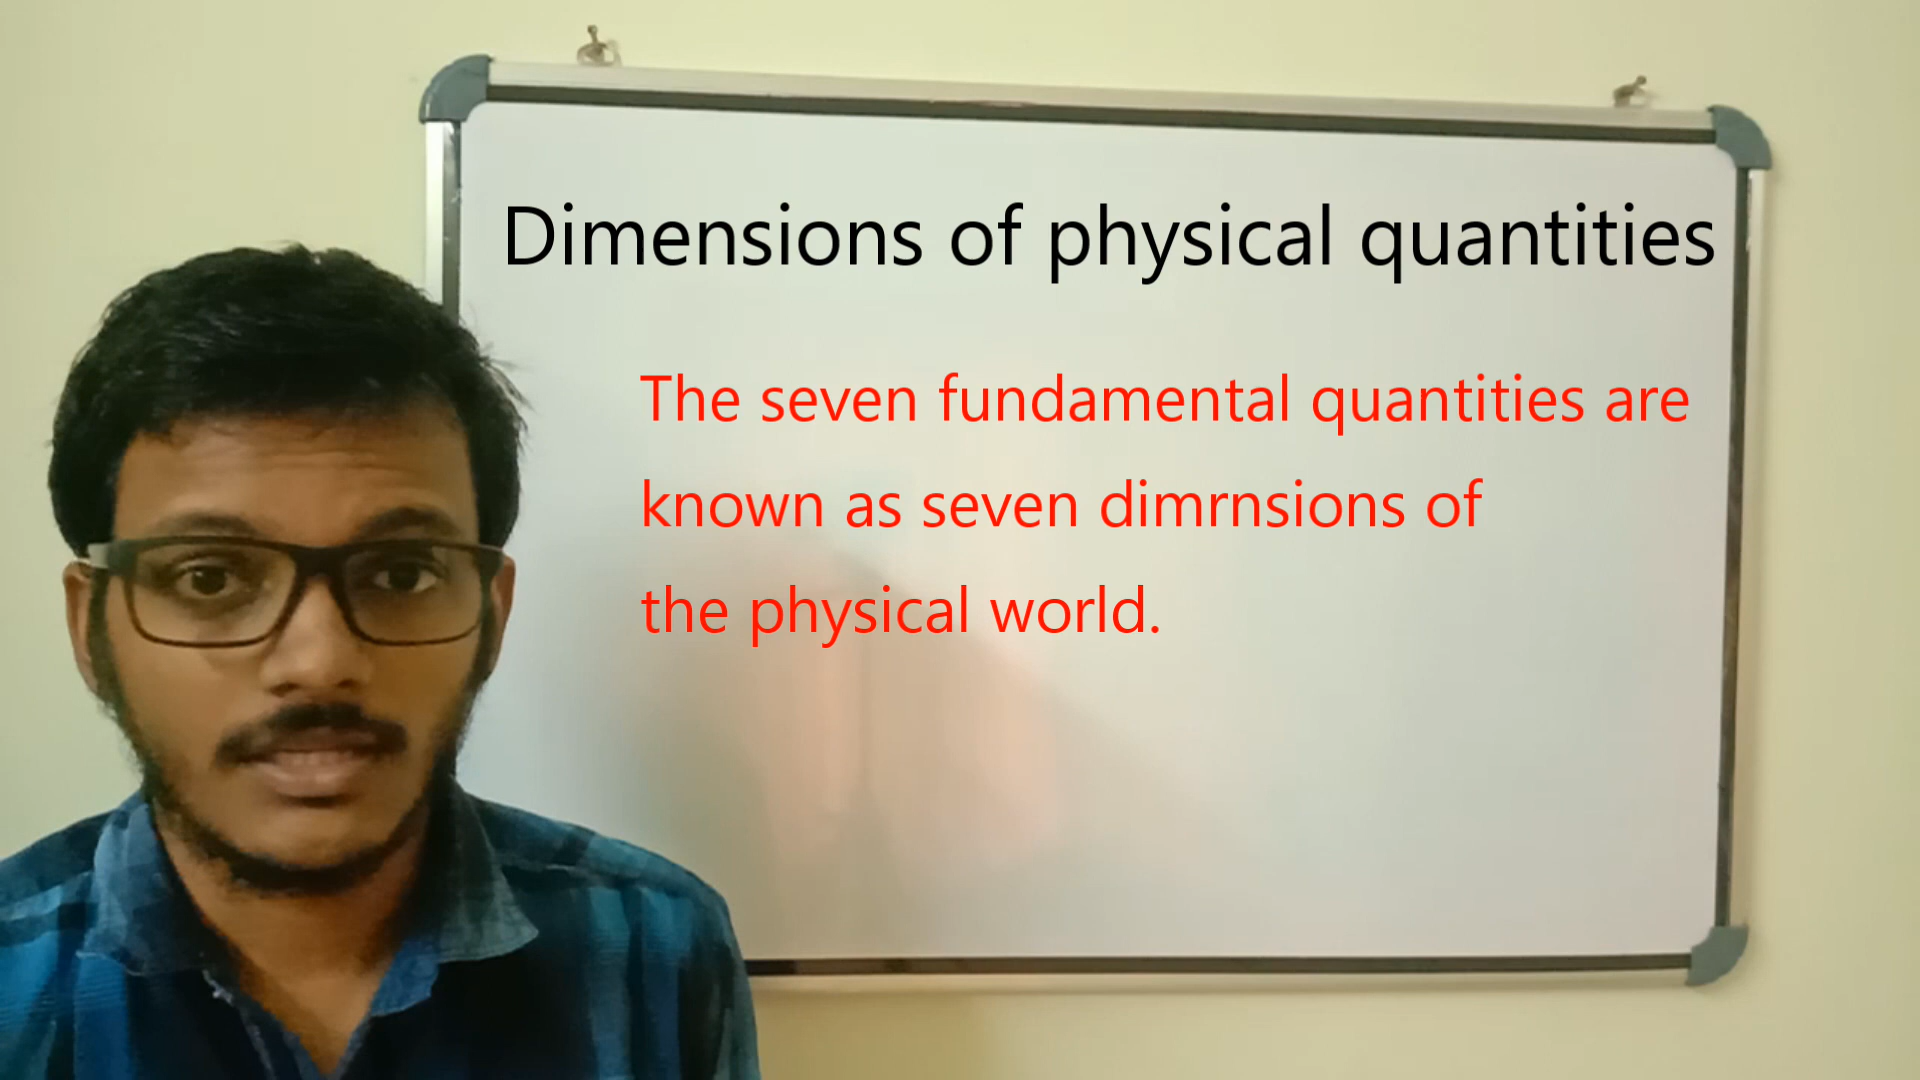 Dimensions of physical quantities
The seven fundamental quantities are
known as seven dimrnsions of
the physical world.